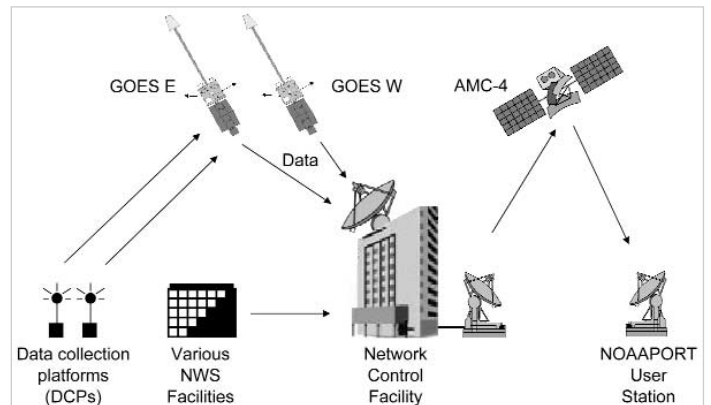 GOES E
GOES W
AMC-4
Data
Data collection
platforms
(DCPs)
Various
NWS
Facilities
Network
Control
Facility
NOAAPORT
User
Station